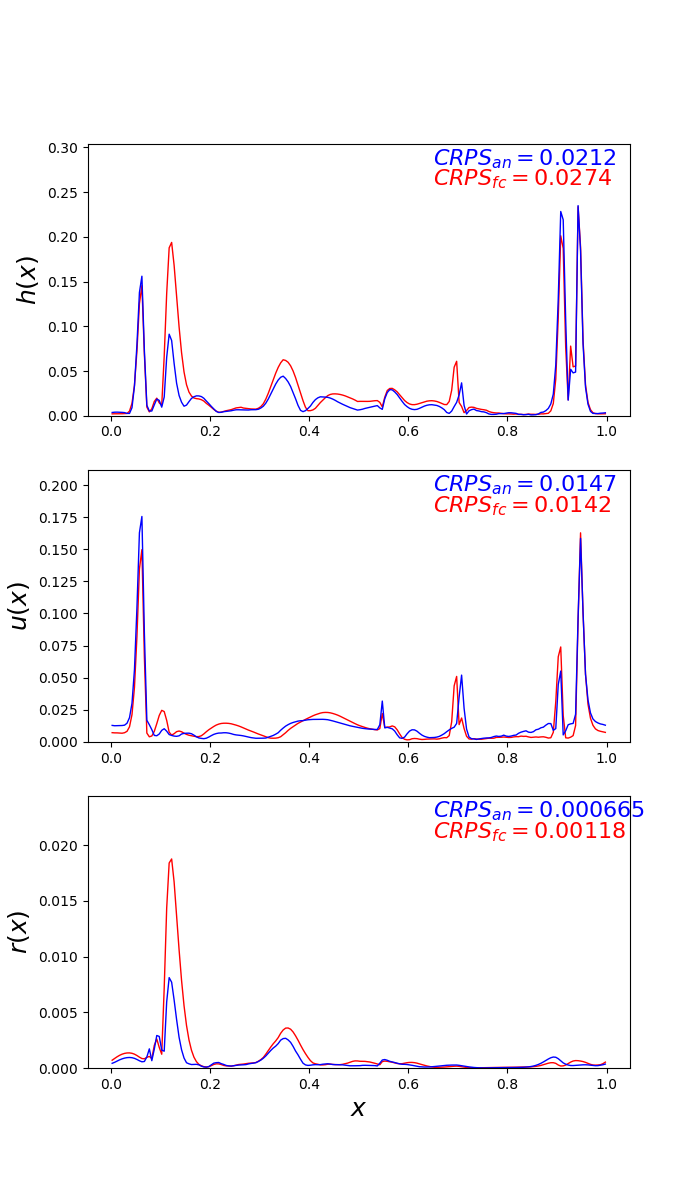 CRPS_an = 0.0212
CRPS_fc = 0.0274
h(x)
0.30
0.25
0.20
0.15
0.10
0.05
0.00
0.0 0.2 0.4 0.6 0.8 1.0
CRPS_an = 0.0147
CRPS_fc = 0.0142
u(x)
0.200
0.175
0.150
0.125
0.100
0.075
0.050
0.025
0.000
0.0 0.2 0.4 0.6 0.8 1.0
CRPS_an = 0.000665
CRPS_fc = 0.00118
r(x)
0.020
0.015
0.010
0.005
0.000
0.0 0.2 0.4 0.6 0.8 1.0
x